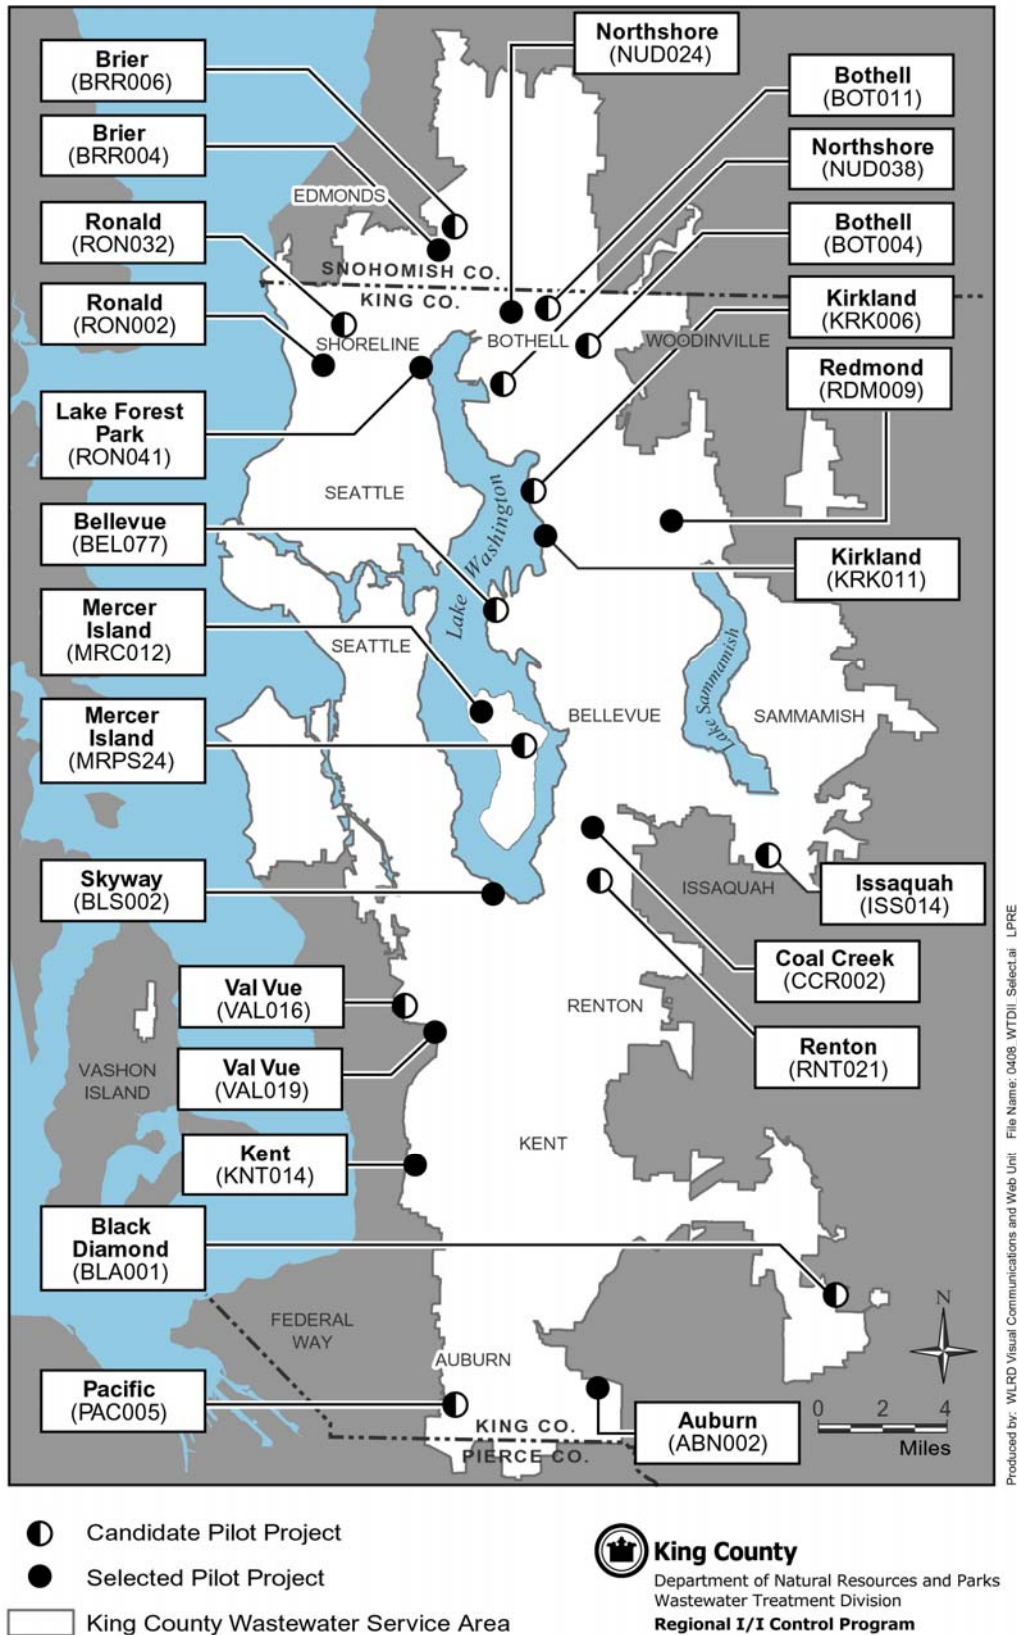 Northshore
(NUD024)
Brier
(BRR006)
Bothell
(BOT011)
Brier
(BRR004)
Northshore
(NUD038)
EDMONDS
Ronald
(RON032)
Bothell
(BOT004)
SNOHOMISH CO.
KING CO.
Ronald
(RON002)
Kirkland
(KRK006)
SHORELINE
BOTHELL
WOODINVILLE
Redmond
(RDM009)
Lake Forest
Park
(RON041)
SEATTLE
Lake Washington
Bellevue
(BEL077)
Kirkland
(KRK011)
Mercer
Island
(MRC012)
SEATTLE
Lake Sammamish
BELLEVUE
SAMMAMISH
Mercer
Island
(MRPS24)
Skyway
(BLS002)
ISSAQUAH
Issaquah
(ISS014)
Coal Creek
(CCR002)
Val Vue
(VAL016)
RENTON
Renton
(RNT021)
VASHON
ISLAND
Val Vue
(VAL019)
KENT
Kent
(KNT014)
Black
Diamond
(BLA001)
FEDERAL
WAY
N
AUBURN
Pacific
(PAC005)
KING CO.
PIERCE CO.
Auburn
(ABN002)
0 2 4
Miles
Produced by: WLRD Visual Communications and Web Unit File Name: 0408_WTDII_Select.ai LPRE
Candidate Pilot Project
Selected Pilot Project
King County Wastewater Service Area
King County
Department of Natural Resources and Parks
Wastewater Treatment Division
Regional I/I Control Program